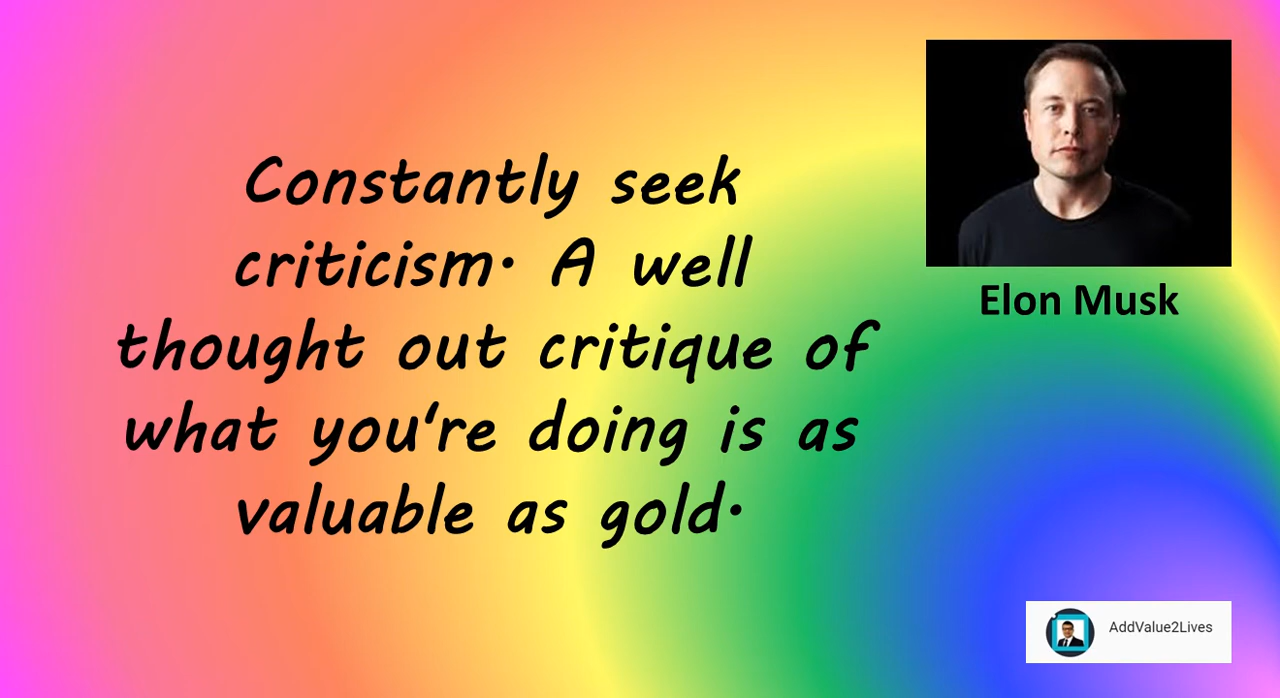 Constantly seek
criticism. A well
thought out critique of
what you're doing is as
valuable as gold.
Elon Musk
AddValue2Lives